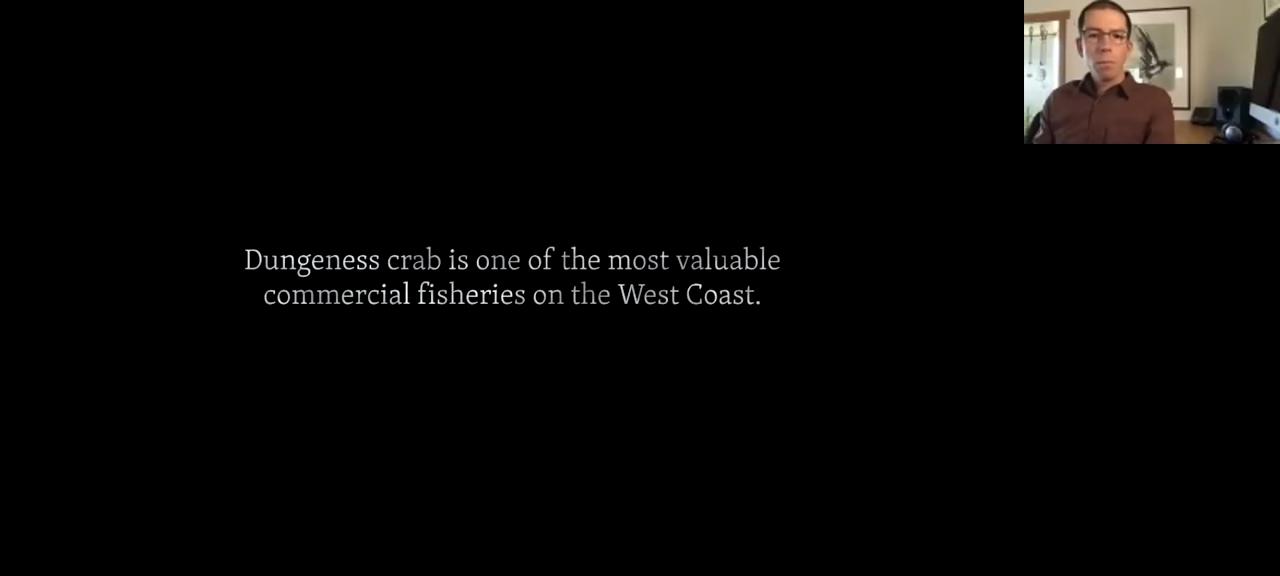 Dungeness crab is one of the most valuable
commercial fisheries on the West Coast.